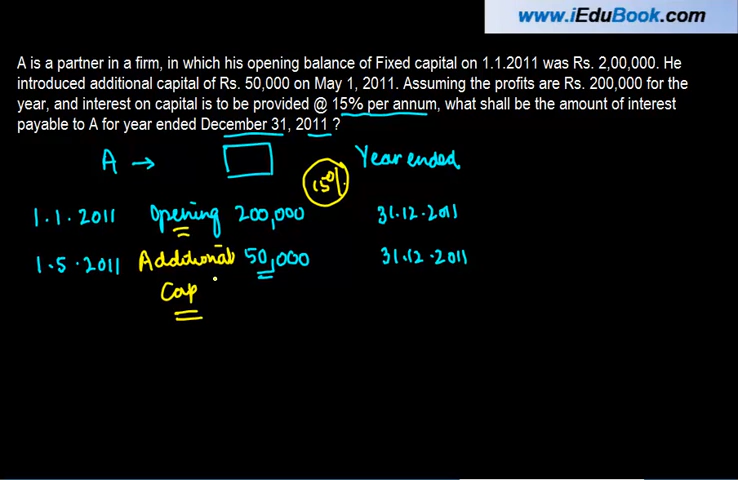 www.iEduBook.com
A is a partner in a firm, in which his opening balance of Fixed capital on 1.1.2011 was Rs. 2,00,000. He
introduced additional capital of Rs. 50,000 on May 1, 2011. Assuming the profits are Rs. 200,000 for the
year, and interest on capital is to be provided @ 15% per annum, what shall be the amount of interest
payable to A for year ended December 31, 2011 ?
A → Year ended
15%
1.1.2011 Opening 200,000 31.12.2011
1.5.2011 Additional 50,000 31.12.2011
Cap